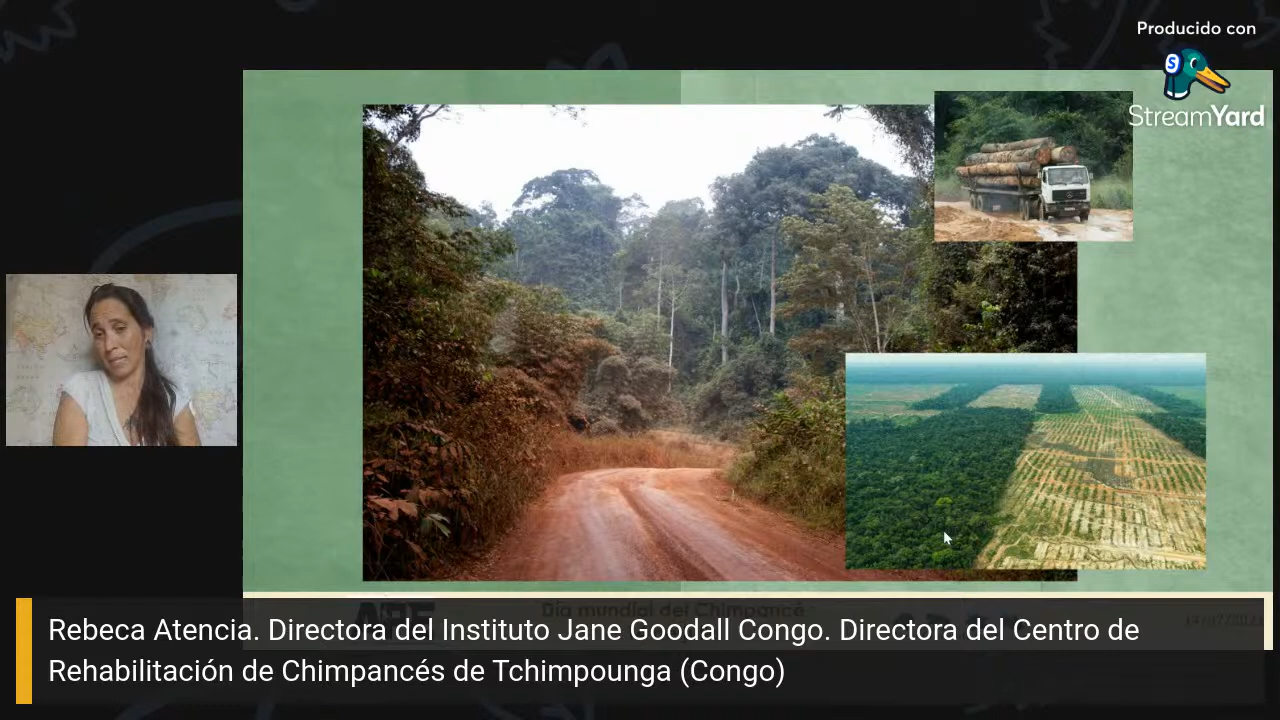 Producido con
StreamYard
Día mundial del Chimpancé
Rebeca Atencia. Directora del Instituto Jane Goodall Congo. Directora del Centro de
Rehabilitación de Chimpancés de Tchimpounga (Congo)